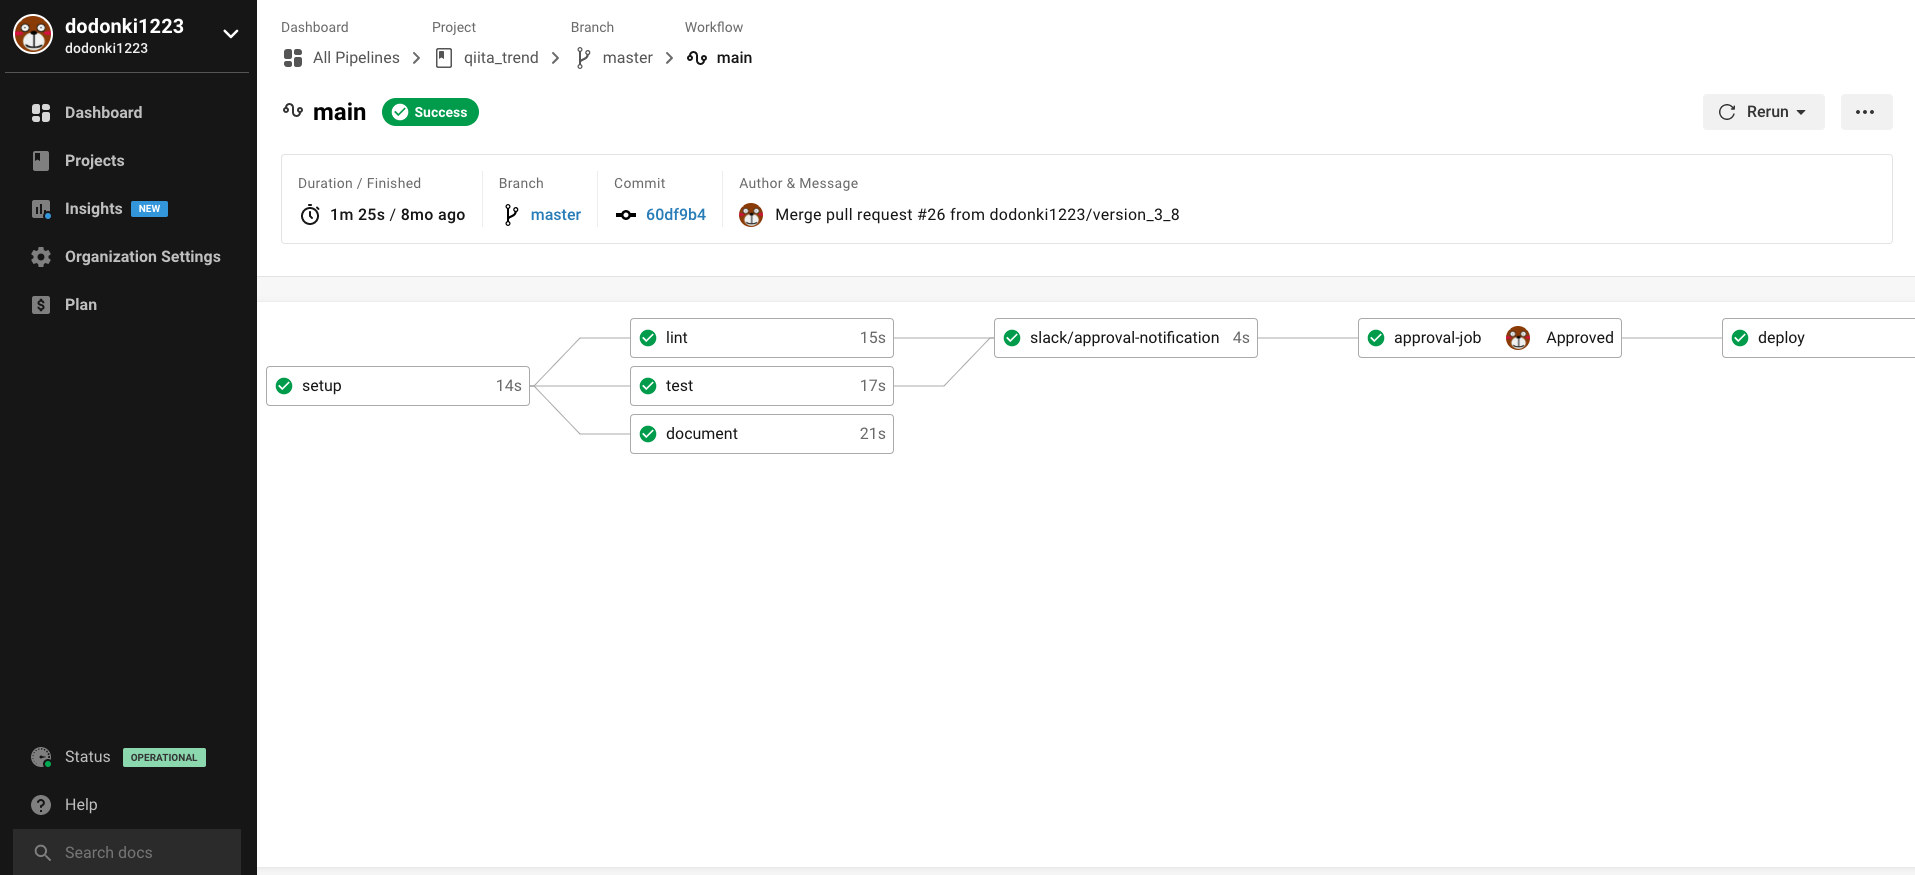 dodonki1223
dodonki1223
Dashboard
Projects
Insights NEW
Organization Settings
Plan
Status OPERATIONAL
Help
Search docs
Dashboard Project Branch Workflow
All Pipelines qiita_trend master main
main Success Rerun
Duration / Finished Branch Commit Author & Message
1m 25s / 8mo ago master 60df9b4 Merge pull request #26 from dodonki1223/version_3_8
setup 14s
lint 15s
test 17s
document 21s
slack/approval-notification 4s
approval-job Approved
deploy